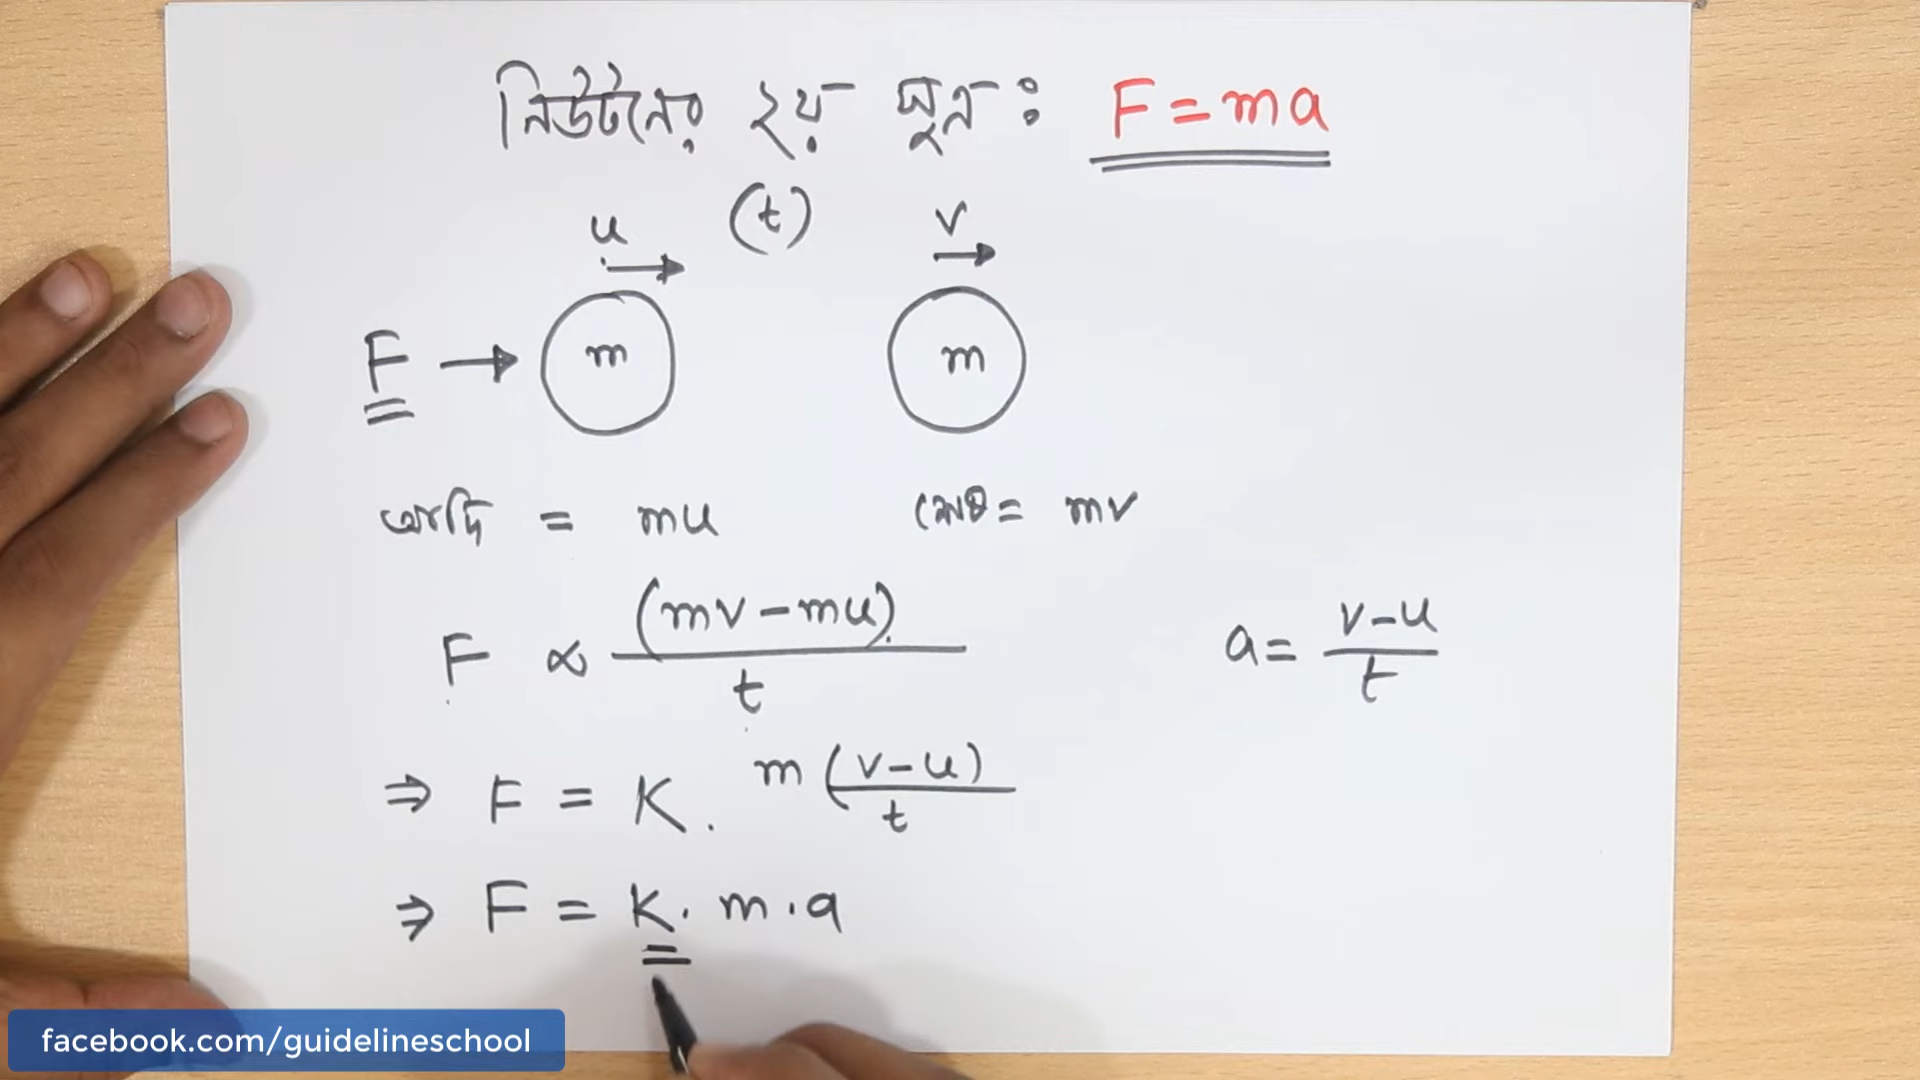 নিউটনের ২য় সূত্র : F = ma
u (t) v
F → m m
আদি = mu শেষ = mv
F ∝ (mv - mu) / t a = v - u / t
⇒ F = K . m (v - u) / t
⇒ F = K . m . a
facebook.com/guidelineschool